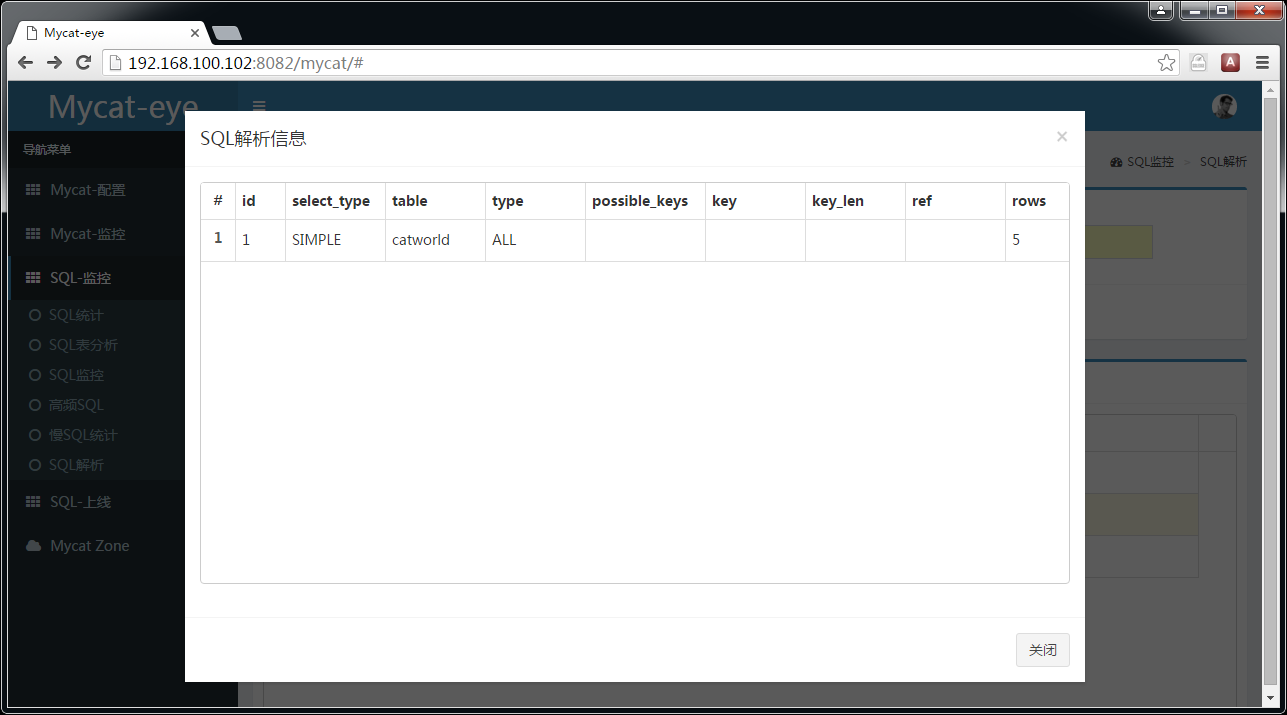 Mycat-eye
192.168.100.102:8082/mycat/#
Mycat-eye
SQL监控 > SQL解析
导航菜单
Mycat-配置
Mycat-监控
SQL-监控
SQL统计
SQL表分析
SQL监控
高频SQL
慢SQL统计
SQL解析
SQL-上线
Mycat Zone
SQL解析信息 ×
# id select_type table type possible_keys key key_len ref rows
1 1 SIMPLE catworld ALL 5
关闭